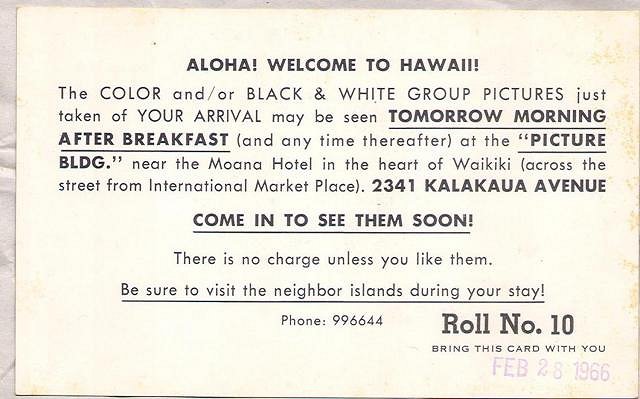 ALOHA! WELCOME TO HAWAII!
The COLOR and/or BLACK & WHITE GROUP PICTURES just
taken of YOUR ARRIVAL may be seen TOMORROW MORNING
AFTER BREAKFAST (and any time thereafter) at the "PICTURE
BLDG." near the Moana Hotel in the heart of Waikiki (across the
street from International Market Place). 2341 KALAKAUA AVENUE
COME IN TO SEE THEM SOON!
There is no charge unless you like them.
Be sure to visit the neighbor islands during your stay!
Phone: 996644
Roll No. 10
BRING THIS CARD WITH YOU
FEB 28 1966